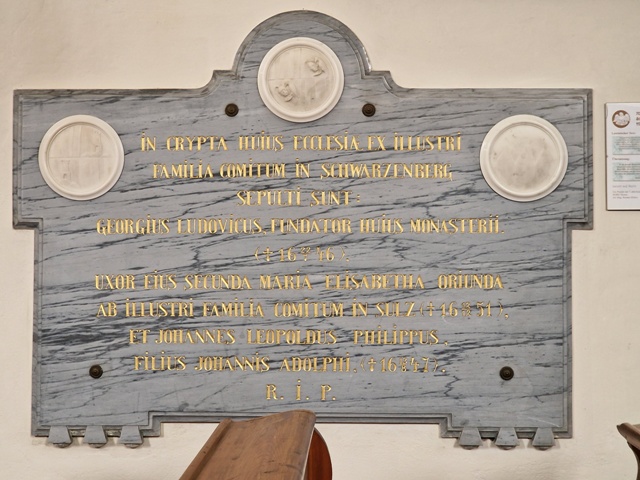 IN CRYPTA HUIUS ECCLESIA EX ILLUSTRI
FAMILIA COMITUM IN SCHWARZENBERG,
SEPULTI SUNT:
GEORGIUS LUDOVICUS, FUNDATOR HUIUS MONASTERII.
UXOR EIUS SECUNDA MARIA ELISABETHA ORIUNDA
AB ILLUSTRI FAMILIA COMITUM IN SULZ
ET JOHANNES LEOPOLDUS PHILIPPUS,
FILIUS JOHANNIS ADOLPHI.
R. I. P.